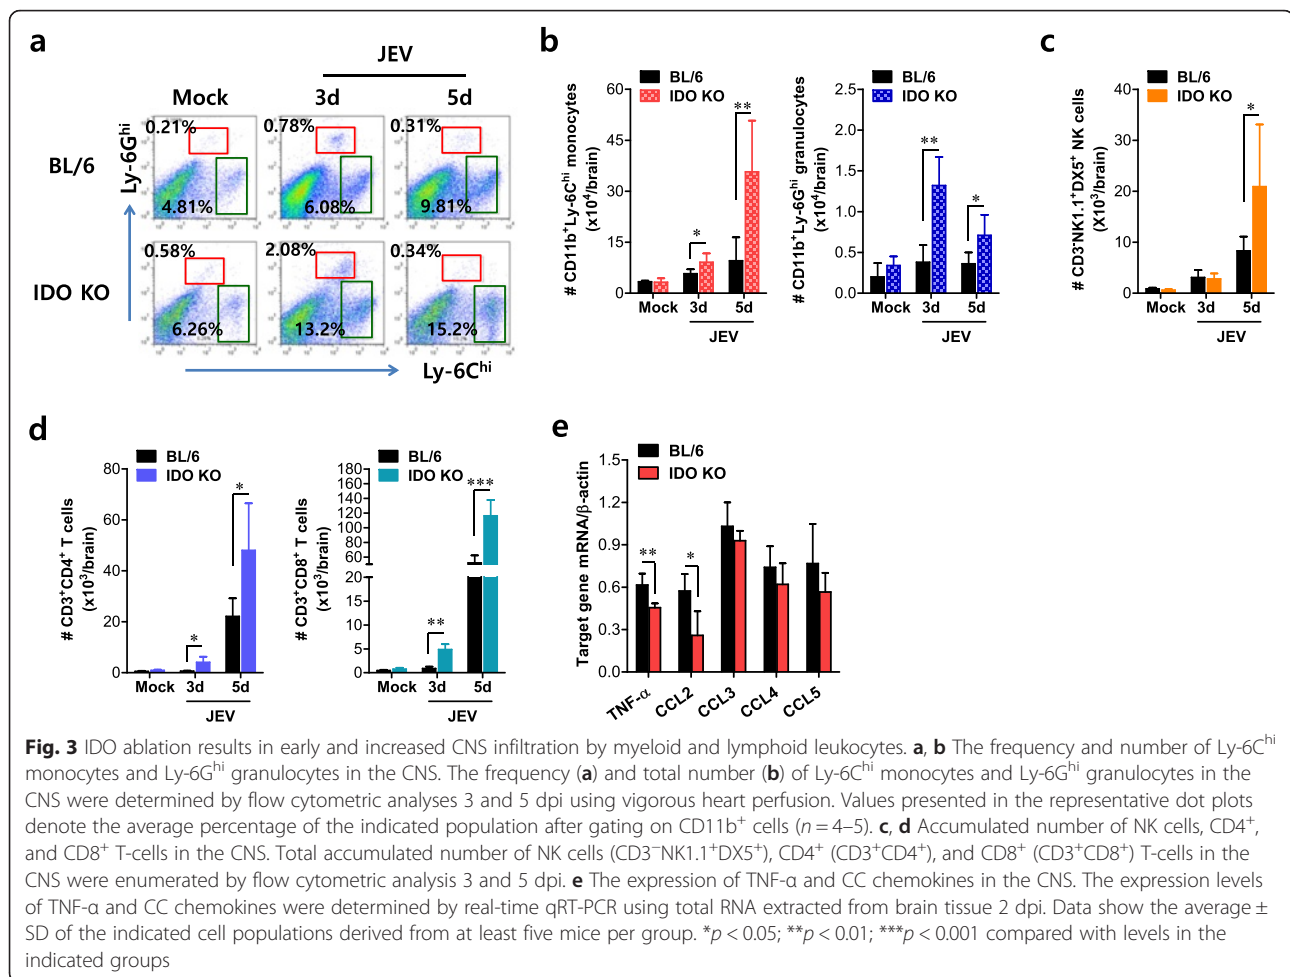 a
JEV
Mock 3d 5d
Ly-6Ghi
BL/6
0.21% 0.78% 0.31%
4.81% 6.08% 9.81%
IDO KO
0.58% 2.08% 0.34%
6.26% 13.2% 15.2%
Ly-6Chi
b
BL/6
IDO KO
# CD11b+Ly-6Chi monocytes
(x10⁴/brain)
60
45
30
15
0
* **
Mock 3d 5d
JEV
BL/6
IDO KO
# CD11b+Ly-6Ghi granulocytes
(x10⁴/brain)
2.5
2.0
1.5
1.0
0.5
0.0
** *
Mock 3d 5d
JEV
c
BL/6
IDO KO
# CD3-NK1.1+DX5+ NK cells
(X10³/brain)
40
30
20
10
0
*
Mock 3d 5d
JEV
d
BL/6
IDO KO
# CD3+CD4+ T cells
(x10³/brain)
80
60
40
20
0
* *
Mock 3d 5d
JEV
BL/6
IDO KO
# CD3+CD8+ T cells
(x10³/brain)
180
160
140
120
100
80
60
20
15
10
5
0
** ***
Mock 3d 5d
JEV
e
BL/6
IDO KO
Target gene mRNA/β-actin
1.5
1.2
0.9
0.6
0.3
0.0
** *
TNF-α CCL2 CCL3 CCL4 CCL5
Fig. 3 IDO ablation results in early and increased CNS infiltration by myeloid and lymphoid leukocytes. a, b The frequency and number of Ly-6Chi
monocytes and Ly-6Ghi granulocytes in the CNS. The frequency (a) and total number (b) of Ly-6Chi monocytes and Ly-6Ghi granulocytes in the
CNS were determined by flow cytometric analyses 3 and 5 dpi using vigorous heart perfusion. Values presented in the representative dot plots
denote the average percentage of the indicated population after gating on CD11b+ cells (n = 4–5). c, d Accumulated number of NK cells, CD4+,
and CD8+ T-cells in the CNS. Total accumulated number of NK cells (CD3−NK1.1+DX5+), CD4+ (CD3+CD4+), and CD8+ (CD3+CD8+) T-cells in the
CNS were enumerated by flow cytometric analysis 3 and 5 dpi. e The expression of TNF-α and CC chemokines in the CNS. The expression levels
of TNF-α and CC chemokines were determined by real-time qRT-PCR using total RNA extracted from brain tissue 2 dpi. Data show the average ±
SD of the indicated cell populations derived from at least five mice per group. *p < 0.05; **p < 0.01; ***p < 0.001 compared with levels in the
indicated groups